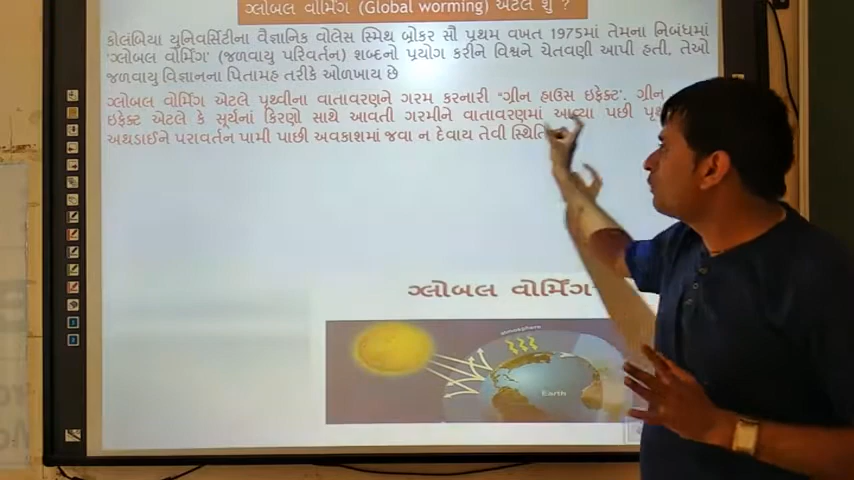 ગ્લોબલ વોર્મિંગ (Global worming) એટલે શું ?
કોલંબિયા યુનિવર્સિટીના વૈજ્ઞાનિક વોલેસ સ્મિથ બ્રોકર સૌ પ્રથમ વખત 1975માં તેમના નિબંધમાં
'ગ્લોબલ વોર્મિંગ' (જળવાયુ પરિવર્તન) શબ્દનો પ્રયોગ કરીને વિશ્વને ચેતવણી આપી હતી. તેઓ
જળવાયુ વિજ્ઞાનના પિતામહ તરીકે ઓળખાય છે
ગ્લોબલ વોર્મિંગ એટલે પૃથ્વીના વાતાવરણને ગરમ કરનારી "ગ્રીન હાઉસ ઇફેક્ટ'. ગ્રીન
ઇફેક્ટ એટલે કે સૂર્યનાં કિરણો સાથે આવતી ગરમીને વાતાવરણમાં આવ્યા પછી
અથડાઈને પરાવર્તન પામી પાછી અવકાશમાં જવા ન દેવાય તેવી
ગ્લોબલ વોર્મિંગ
atmosphere
Earth